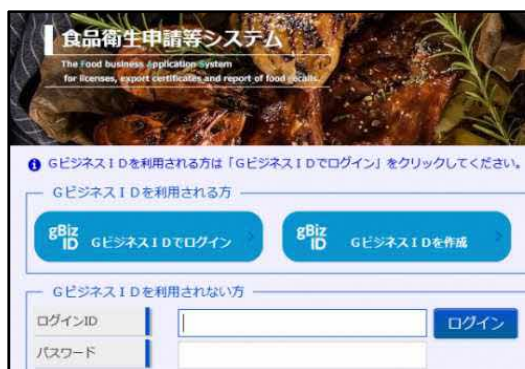 食品衛生申請等システム
The Food business Application System
for licenses, export certificates and report of food recalls.
GビジネスIDを利用される方は「GビジネスIDでログイン」をクリックしてください。
GビジネスIDを利用される方
gBiz ID GビジネスIDでログイン
gBiz ID GビジネスIDを作成
GビジネスIDを利用されない方
ログインID
ログイン
パスワード